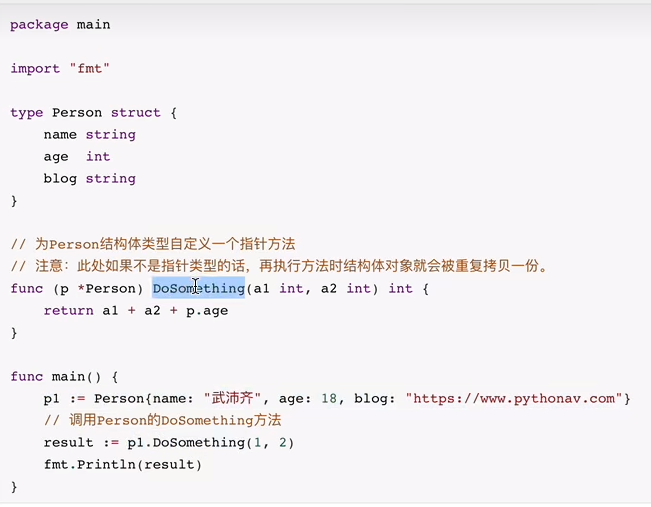 package main
import "fmt"
type Person struct {
name string
age  int
blog string
}
// 为Person结构体类型自定义一个指针方法
// 注意：此处如果不是指针类型的话，再执行方法时结构体对象就会被重复拷贝一份。
func (p *Person) DoSomething(a1 int, a2 int) int {
return a1 + a2 + p.age
}
func main() {
p1 := Person{name: "武沛齐", age: 18, blog: "https://www.pythonav.com"}
// 调用Person的DoSomething方法
result := p1.DoSomething(1, 2)
fmt.Println(result)
}